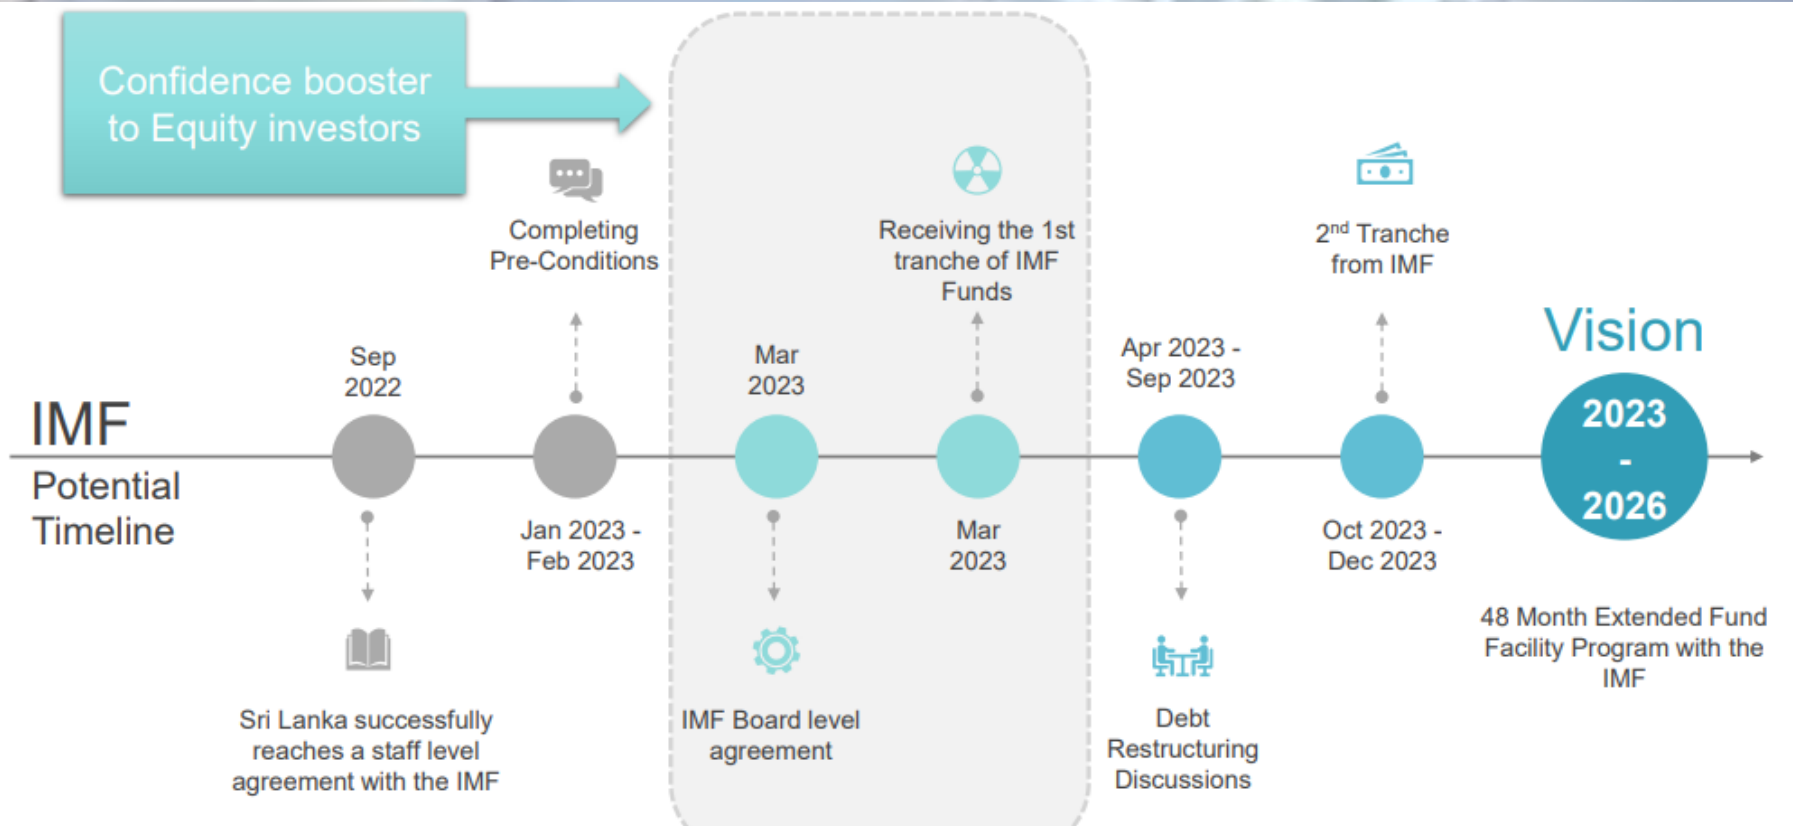 Confidence booster
to Equity investors
IMF
Potential
Timeline
Sep
2022
Sri Lanka successfully
reaches a staff level
agreement with the IMF
Completing
Pre-Conditions
Jan 2023 -
Feb 2023
Mar
2023
IMF Board level
agreement
Receiving the 1st
tranche of IMF
Funds
Mar
2023
Apr 2023 -
Sep 2023
Debt
Restructuring
Discussions
2nd Tranche
from IMF
Oct 2023 -
Dec 2023
Vision
2023
-
2026
48 Month Extended Fund
Facility Program with the
IMF